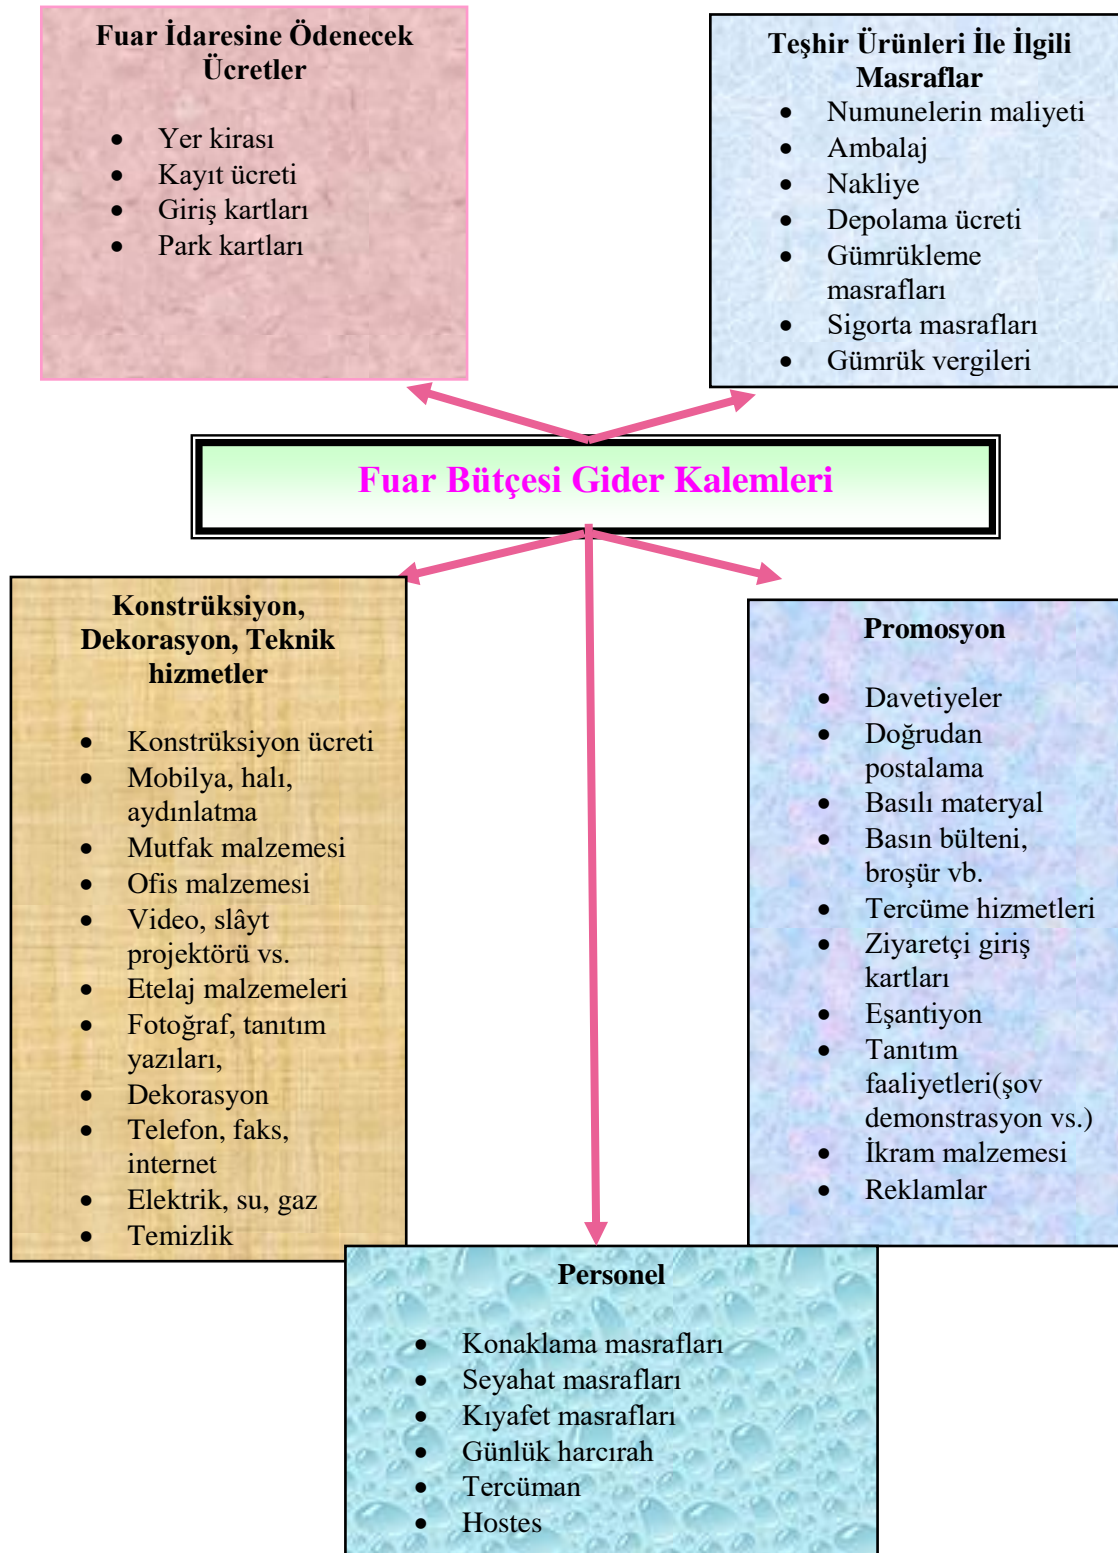 Fuar İdaresine Ödenecek
Ücretler
• Yer kirası
• Kayıt ücreti
• Giriş kartları
• Park kartları
Teşhir Ürünleri İle İlgili
Masraflar
• Numunelerin maliyeti
• Ambalaj
• Nakliye
• Depolama ücreti
• Gümrükleme
masrafları
• Sigorta masrafları
• Gümrük vergileri
Fuar Bütçesi Gider Kalemleri
Konstrüksiyon,
Dekorasyon, Teknik
hizmetler
• Konstrüksiyon ücreti
• Mobilya, halı,
aydınlatma
• Mutfak malzemesi
• Ofis malzemesi
• Video, slâyt
projektörü vs.
• Etelaj malzemeleri
• Fotoğraf, tanıtım
yazıları,
• Dekorasyon
• Telefon, faks,
internet
• Elektrik, su, gaz
• Temizlik
Promosyon
• Davetiyeler
• Doğrudan
postalama
• Basılı materyal
• Basın bülteni,
broşür vb.
• Tercüme hizmetleri
• Ziyaretçi giriş
kartları
• Eşantiyon
• Tanıtım
faaliyetleri(şov
demonstrasyon vs.)
• İkram malzemesi
• Reklamlar
Personel
• Konaklama masrafları
• Seyahat masrafları
• Kıyafet masrafları
• Günlük harcırah
• Tercüman
• Hostes